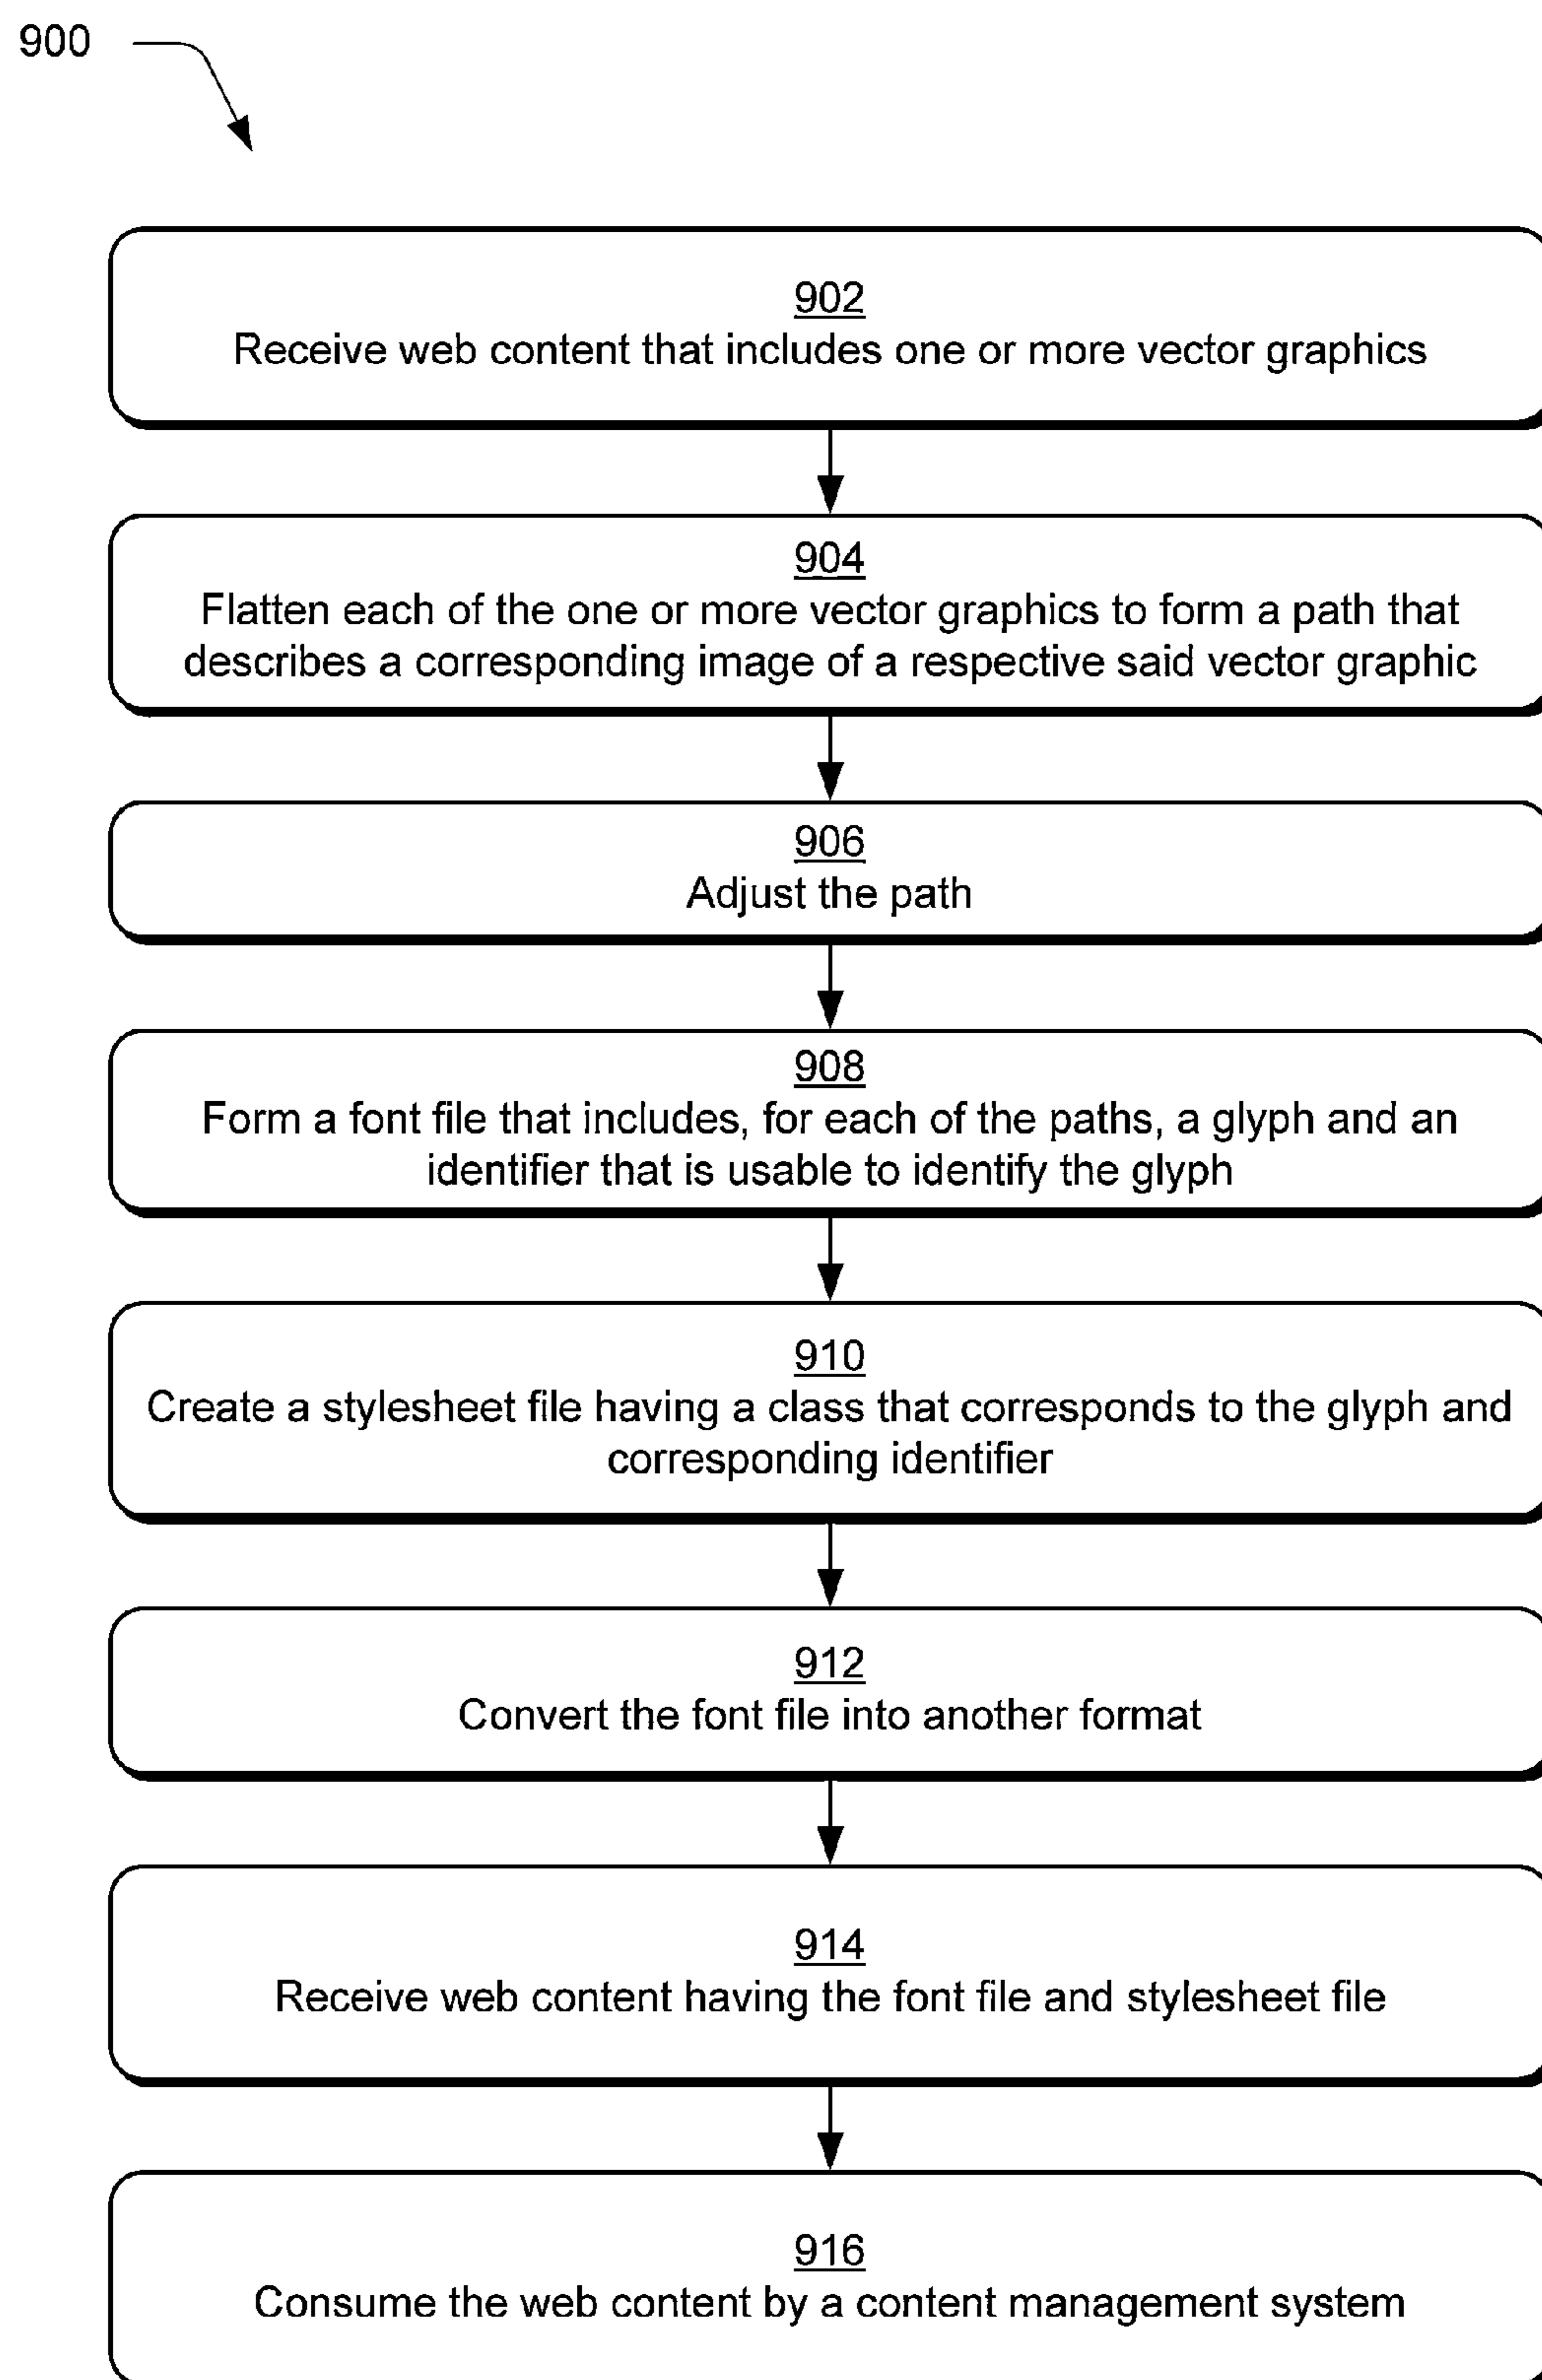 900
902
Receive web content that includes one or more vector graphics
904
Flatten each of the one or more vector graphics to form a path that
describes a corresponding image of a respective said vector graphic
906
Adjust the path
908
Form a font file that includes, for each of the paths, a glyph and an
identifier that is usable to identify the glyph
910
Create a stylesheet file having a class that corresponds to the glyph and
corresponding identifier
912
Convert the font file into another format
914
Receive web content having the font file and stylesheet file
916
Consume the web content by a content management system